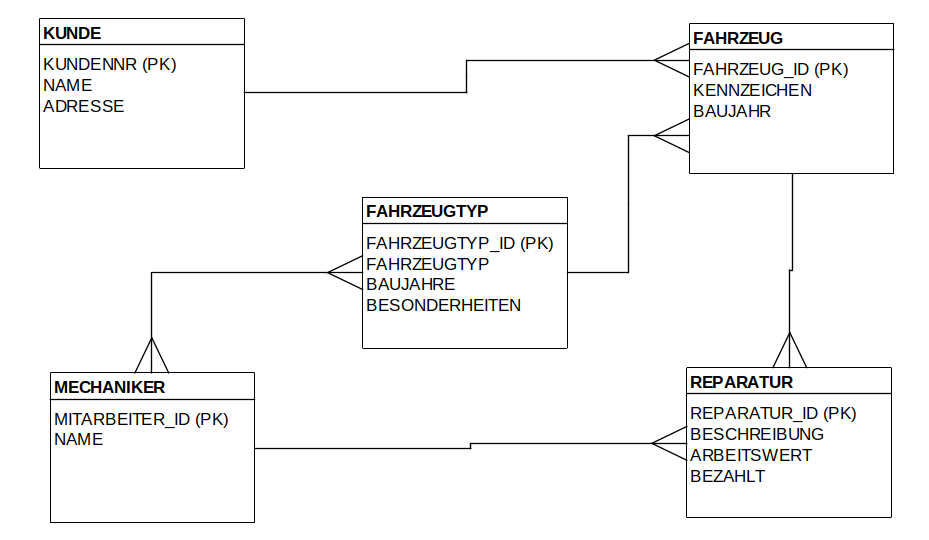 KUNDE
KUNDENNR (PK)
NAME
ADRESSE
FAHRZEUG
FAHRZEUG_ID (PK)
KENNZEICHEN
BAUJAHR
FAHRZEUGTYP
FAHRZEUGTYP_ID (PK)
FAHRZEUGTYP
BAUJAHRE
BESONDERHEITEN
MECHANIKER
MITARBEITER_ID (PK)
NAME
REPARATUR
REPARATUR_ID (PK)
BESCHREIBUNG
ARBEITSWERT
BEZAHLT